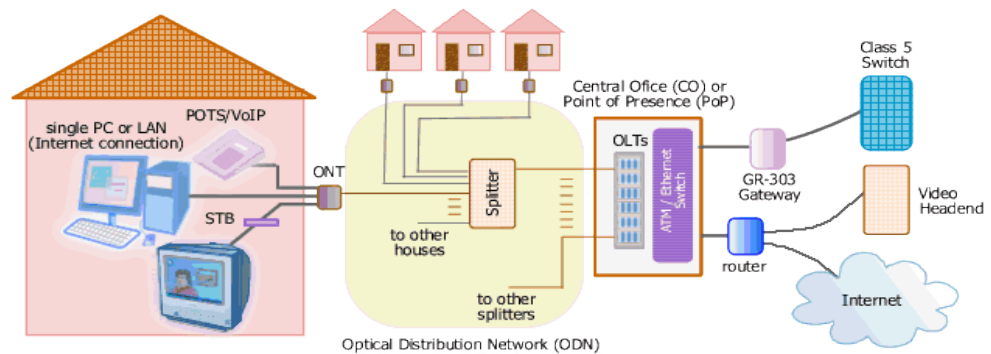 single PC or LAN
(Internet connection)
POTS/VoIP
STB
ONT
Splitter
to other
houses
to other
splitters
Optical Distribution Network (ODN)
Central Ofice (CO) or
Point of Presence (PoP)
OLTs
ATM / Ethernet
Switch
GR-303
Gateway
router
Class 5
Switch
Video
Headend
Internet